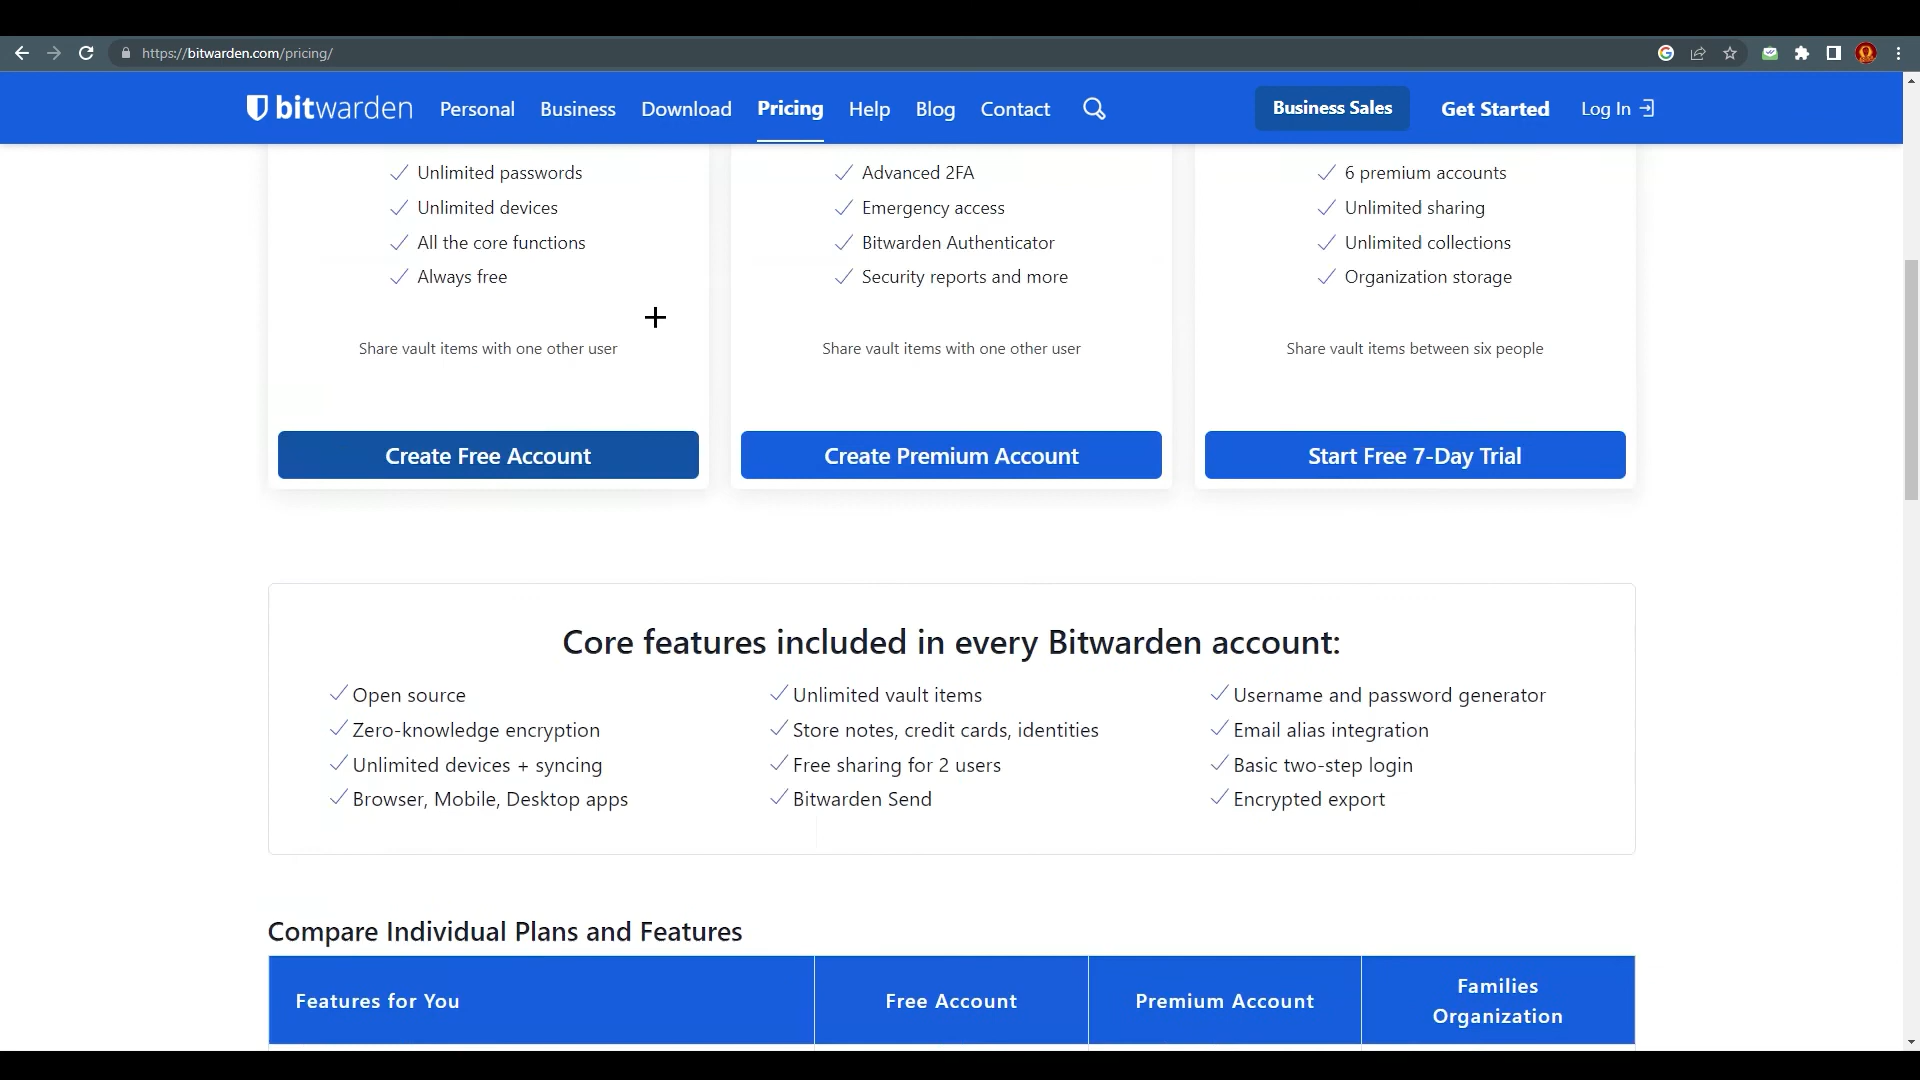 https://bitwarden.com/pricing/
bitwarden Personal Business Download Pricing Help Blog Contact Business Sales Get Started Log In
Unlimited passwords
Unlimited devices
All the core functions
Always free
Share vault items with one other user
Create Free Account
Advanced 2FA
Emergency access
Bitwarden Authenticator
Security reports and more
Share vault items with one other user
Create Premium Account
6 premium accounts
Unlimited sharing
Unlimited collections
Organization storage
Share vault items between six people
Start Free 7-Day Trial
Core features included in every Bitwarden account:
Open source
Zero-knowledge encryption
Unlimited devices + syncing
Browser, Mobile, Desktop apps
Unlimited vault items
Store notes, credit cards, identities
Free sharing for 2 users
Bitwarden Send
Username and password generator
Email alias integration
Basic two-step login
Encrypted export
Compare Individual Plans and Features
Features for You
Free Account
Premium Account
Families
Organization